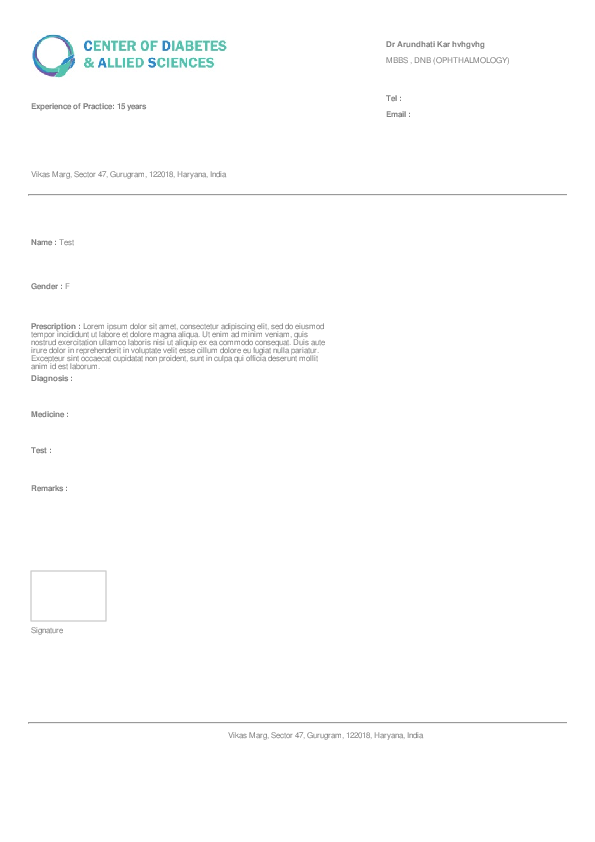 CENTER OF DIABETES
& ALLIED SCIENCES
Dr Arundhati Kar hvhgvhg
MBBS , DNB (OPHTHALMOLOGY)
Tel :
Email :
Experience of Practice: 15 years
Vikas Marg, Sector 47, Gurugram, 122018, Haryana, India
Name : Test
Gender : F
Prescription : Lorem ipsum dolor sit amet, consectetur adipiscing elit, sed do eiusmod
tempor incididunt ut labore et dolore magna aliqua. Ut enim ad minim veniam, quis
nostrud exercitation ullamco laboris nisi ut aliquip ex ea commodo consequat. Duis aute
irure dolor in reprehenderit in voluptate velit esse cillum dolore eu fugiat nulla pariatur.
Excepteur sint occaecat cupidatat non proident, sunt in culpa qui officia deserunt mollit
anim id est laborum.
Diagnosis :
Medicine :
Test :
Remarks :
Signature
Vikas Marg, Sector 47, Gurugram, 122018, Haryana, India